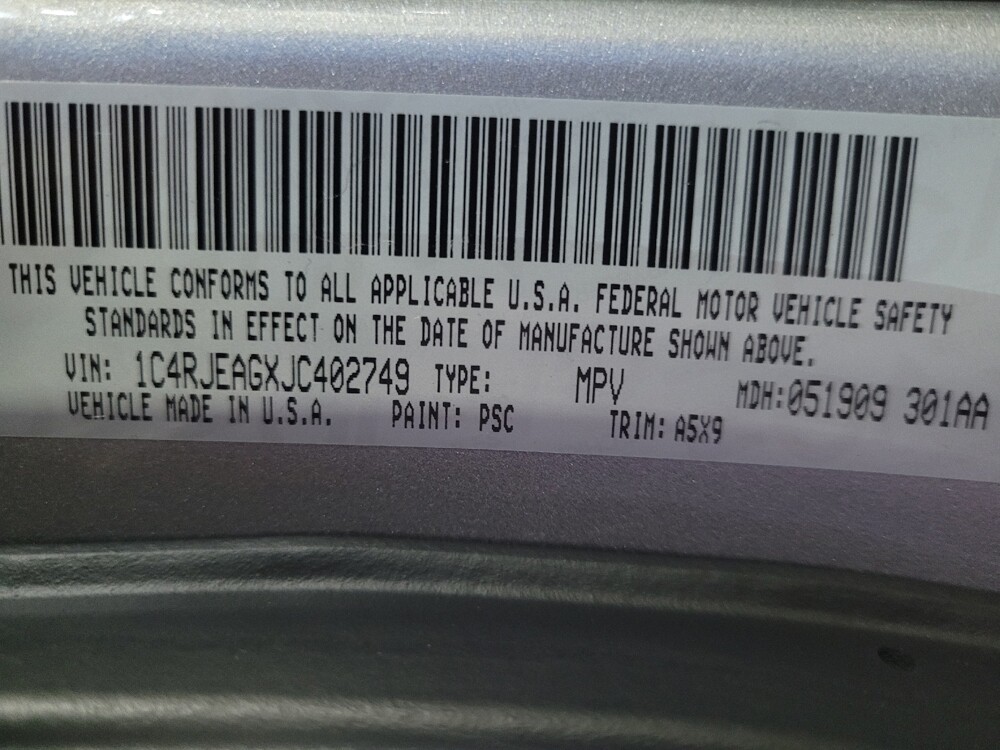 THIS VEHICLE CONFORMS TO ALL APPLICABLE U.S.A. FEDERAL MOTOR VEHICLE SAFETY
STANDARDS IN EFFECT ON THE DATE OF MANUFACTURE SHOWN ABOVE.
VIN: 1C4RJEAGXJC402749 TYPE: MPV MDH:051909 301AA
VEHICLE MADE IN U.S.A. PAINT: PSC TRIM: A5X9